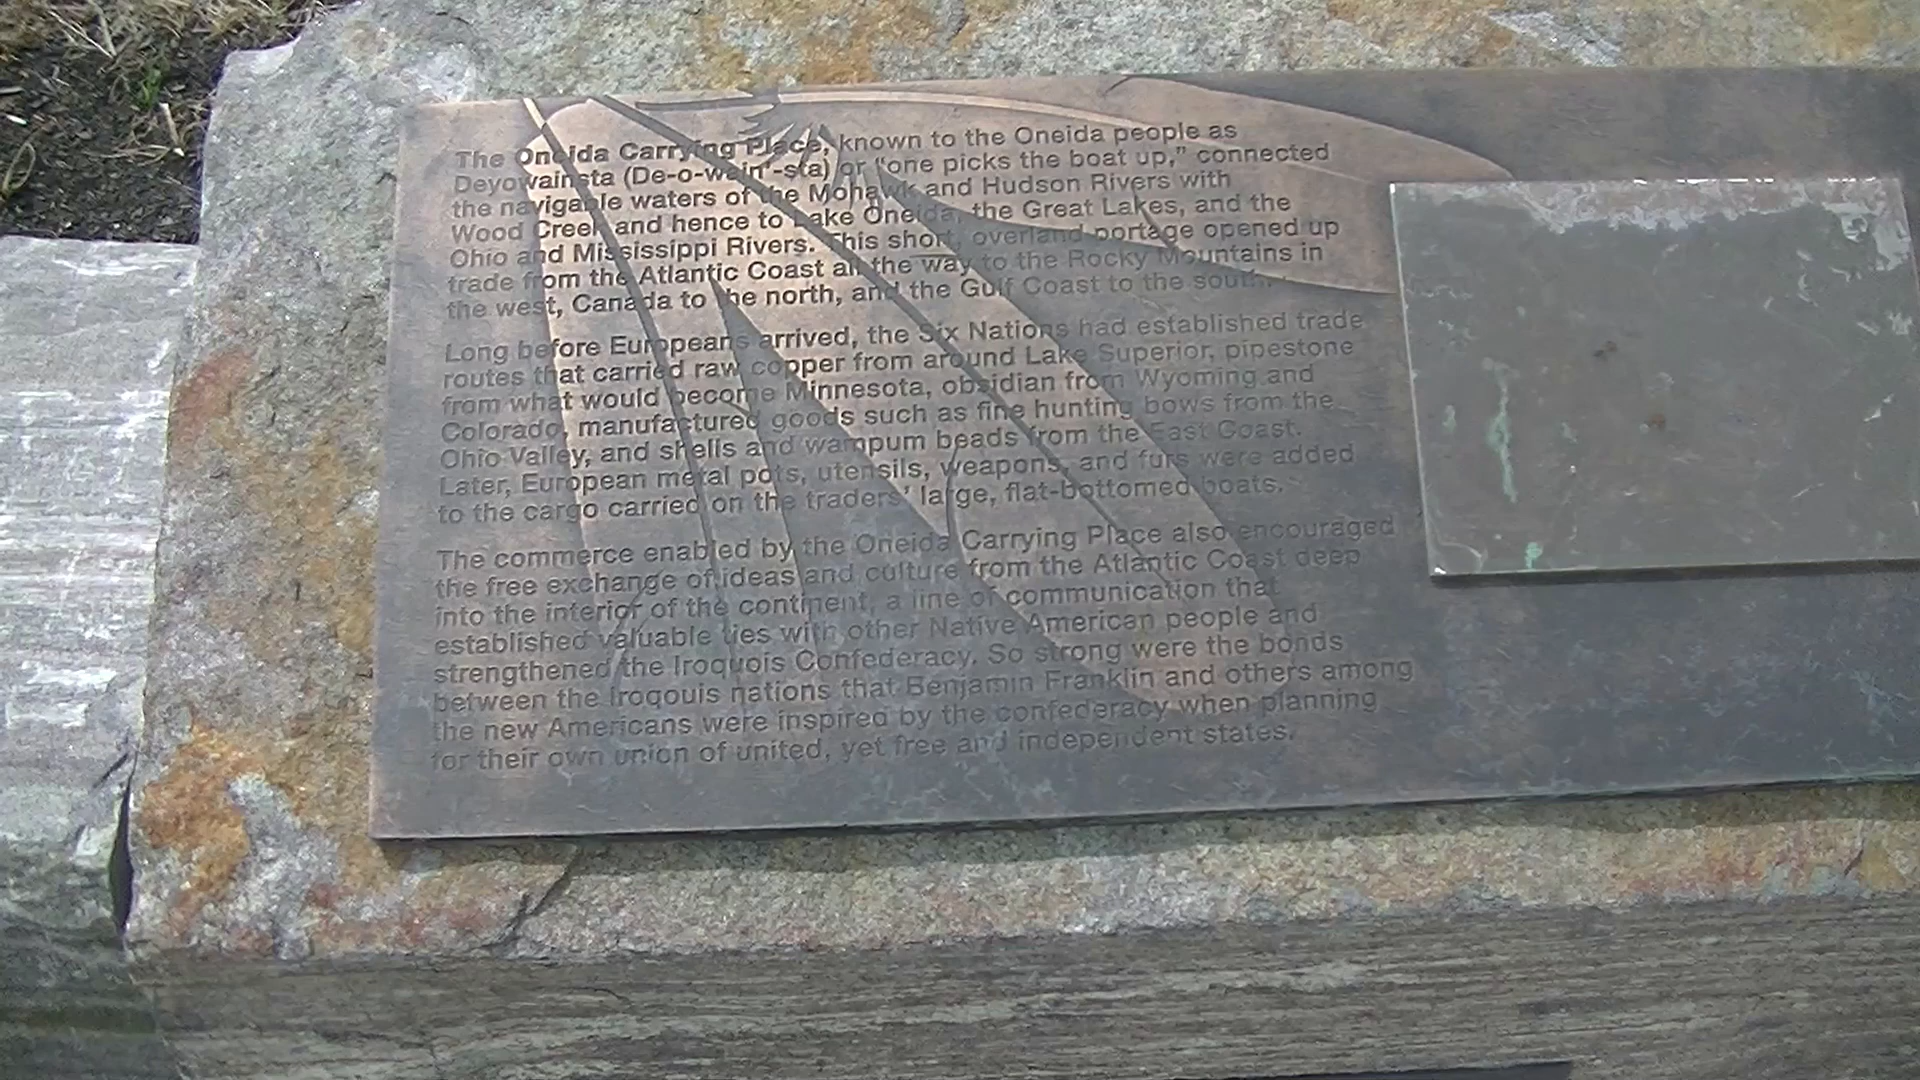 The Oneida Carrying Place, known to the Oneida people as
Deyowainsta (De-o-wain'-sta) or “one picks the boat up,” connected
the navigable waters of the Mohawk and Hudson Rivers with
Wood Creek and hence to Lake Oneida, the Great Lakes, and the
Ohio and Mississippi Rivers. This short, overland portage opened up
trade from the Atlantic Coast all the way to the Rocky Mountains in
the west, Canada to the north, and the Gulf Coast to the south.
Long before Europeans arrived, the Six Nations had established trade
routes that carried raw copper from around Lake Superior, pipestone
from what would become Minnesota, obsidian from Wyoming and
Colorado, manufactured goods such as fine hunting bows from the
Ohio Valley, and shells and wampum beads from the East Coast.
Later, European metal pots, utensils, weapons, and furs were added
to the cargo carried on the traders’ large, flat-bottomed boats.
The commerce enabled by the Oneida Carrying Place also encouraged
the free exchange of ideas and culture from the Atlantic Coast deep
into the interior of the continent, a line of communication that
established valuable ties with other Native American people and
strengthened the Iroquois Confederacy. So strong were the bonds
between the Iroqouis nations that Benjamin Franklin and others among
the new Americans were inspired by the confederacy when planning
for their own union of united, yet free and independent states.